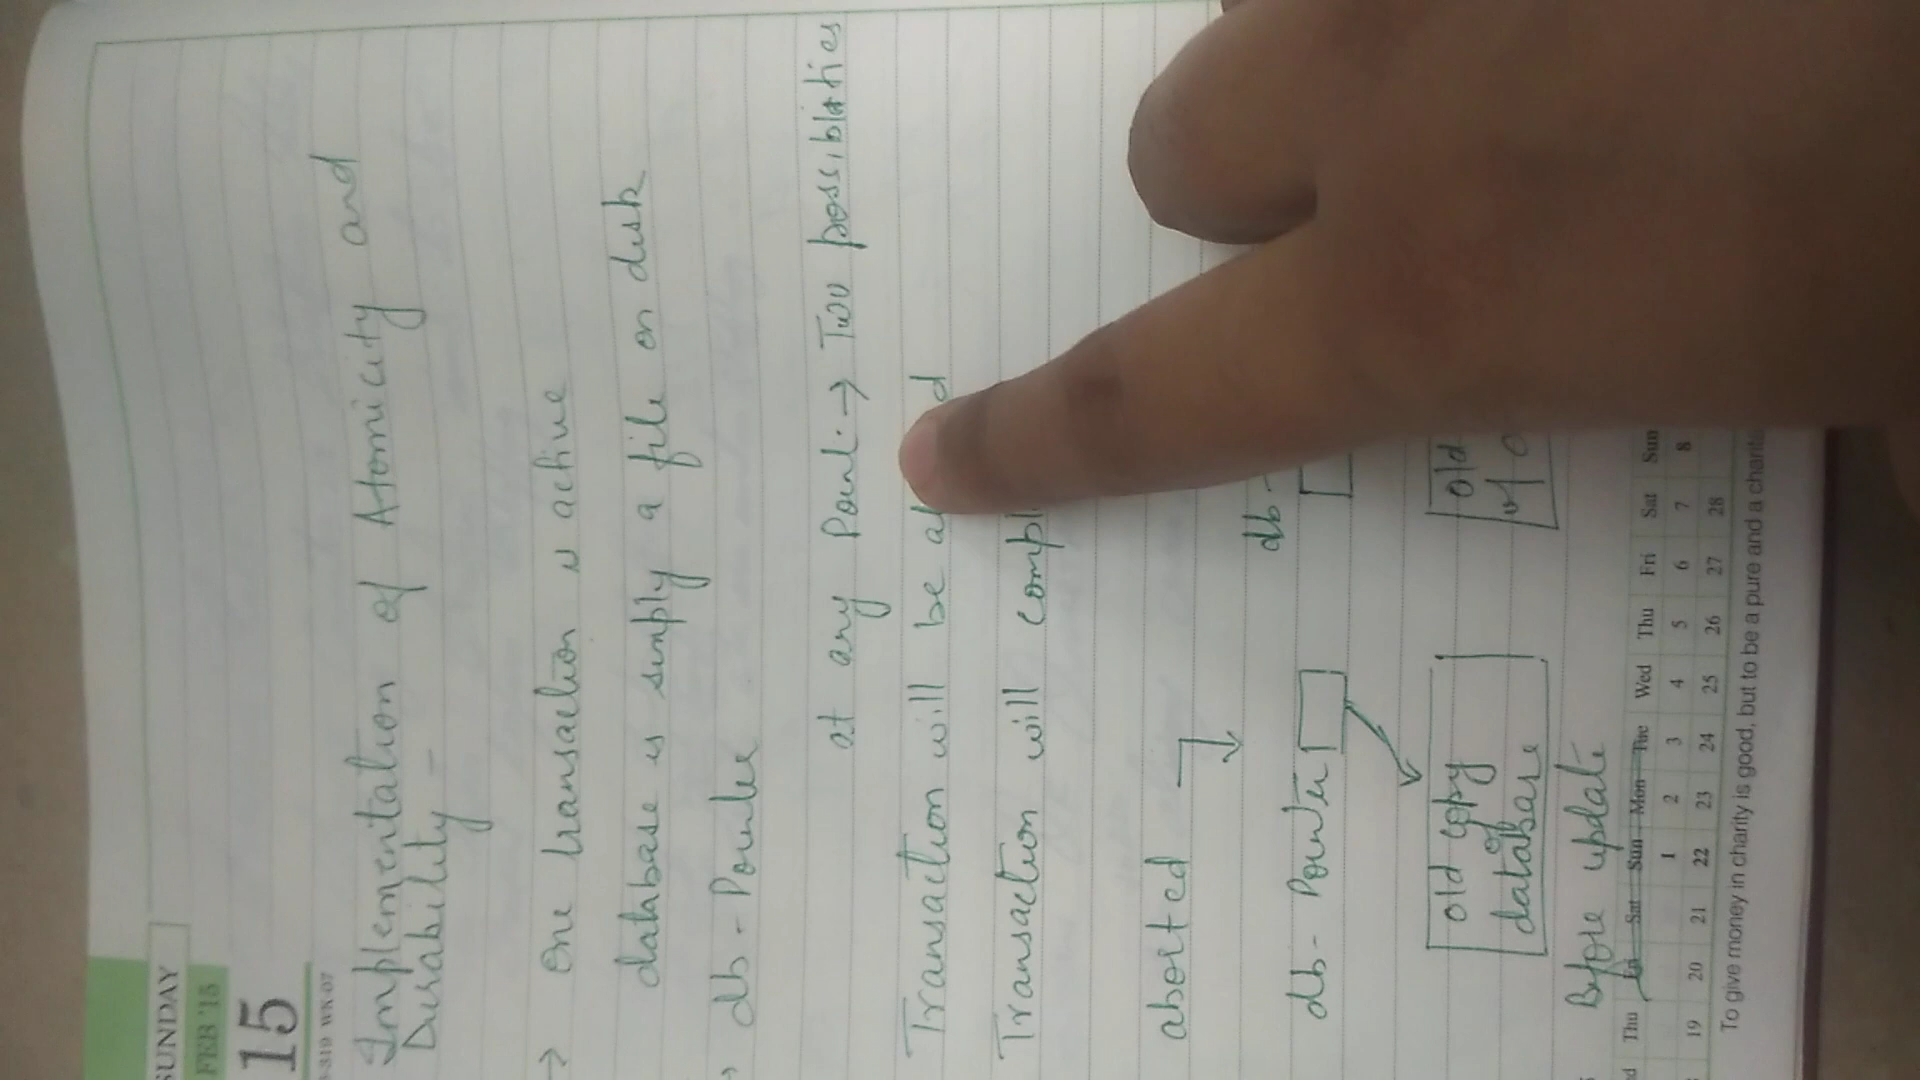 SUNDAY
FEB '15
15
WK 07
Implementation of Atomicity and
Durability -
→ One transaction is active
database is simply a file on disk
→ db - Pointer
at any Point. → Two possiblities
Transaction will be
Transaction will
aborted
db - Pointer
db -
old copy
of
database
old
of
Before update
Thu Fri Sat Sun Mon Tue Wed Thu Fri Sat Sun
1 2 3 4 5 6 7 8
19 20 21 22 23 24 25 26 27 28
To give money in charity is good, but to be a pure and a